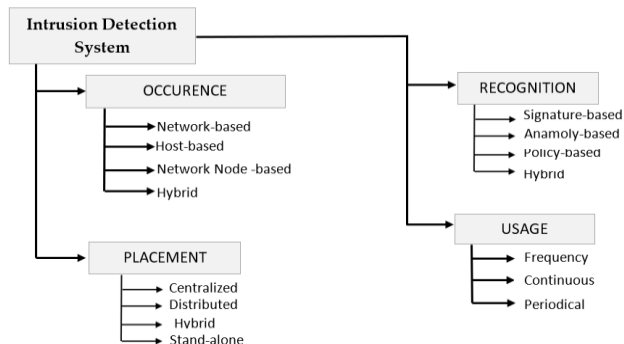 Intrusion Detection
System
OCCURENCE
Network-based
Host-based
Network Node -based
Hybrid
PLACEMENT
Centralized
Distributed
Hybrid
Stand-alone
RECOGNITION
Signature-based
Anamoly-based
Policy-based
Hybrid
USAGE
Frequency
Continuous
Periodical